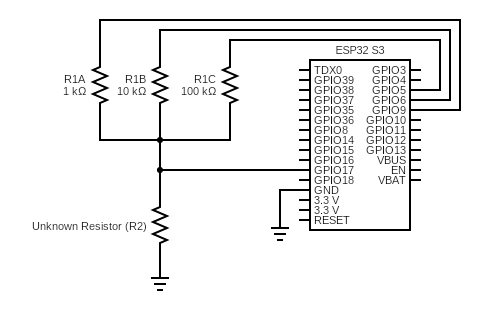 ESP32 S3
R1A
1 kΩ
R1B
10 kΩ
R1C
100 kΩ
TDX0 GPIO3
GPIO39 GPIO4
GPIO38 GPIO5
GPIO37 GPIO6
GPIO35 GPIO9
GPIO36 GPIO10
GPIO8 GPIO11
GPIO14 GPIO12
GPIO15 GPIO13
GPIO16 VBUS
GPIO17 EN
GPIO18 VBAT
GND
3.3 V
3.3 V
RESET
Unknown Resistor (R2)